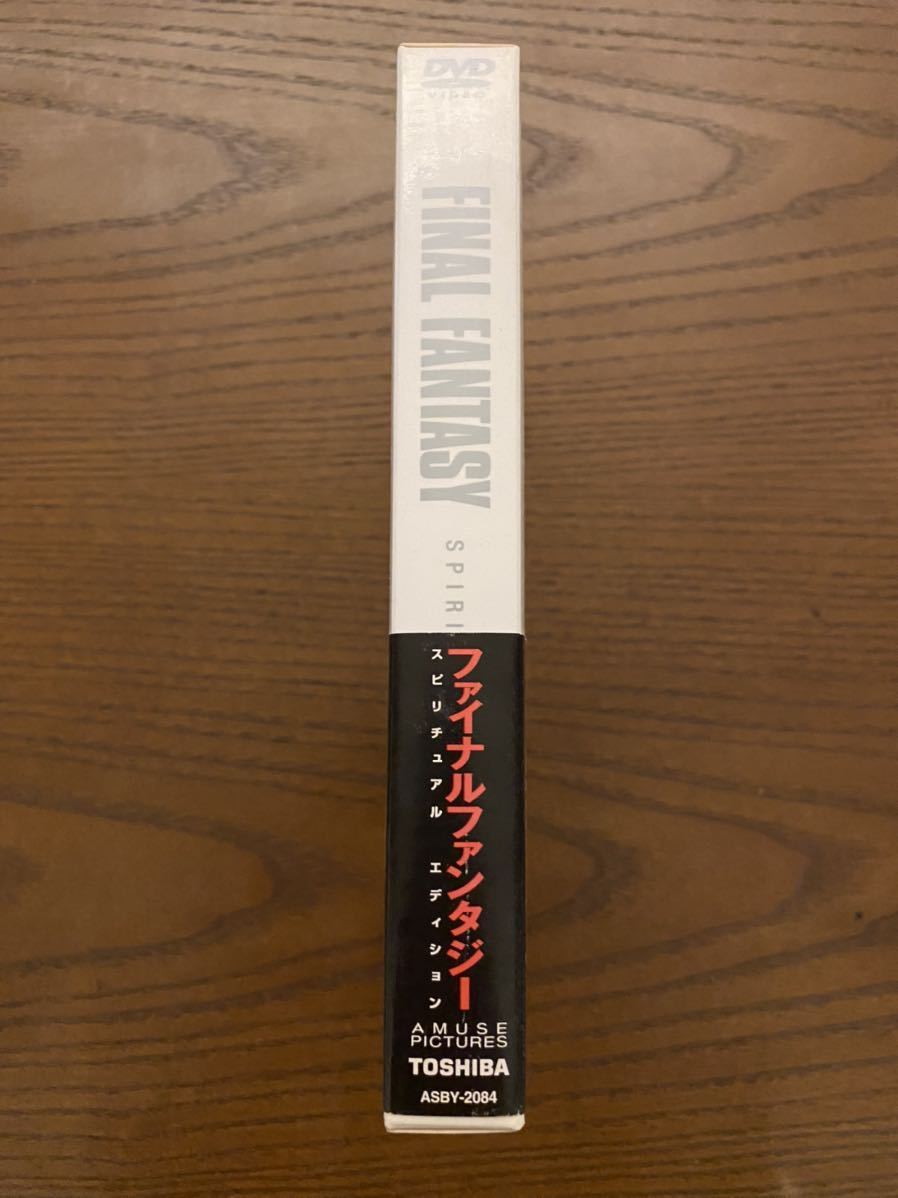 DVD
VIDEO
FINAL FANTASY
SPIRI
ファイナルファンタジー
スピリチュアル エディション
AMUSE
PICTURES
TOSHIBA
ASBY-2084